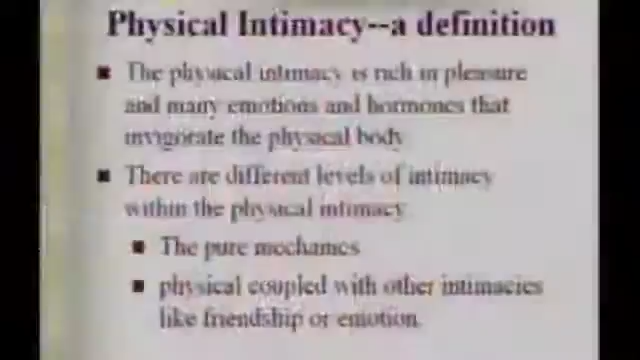 Physical Intimacy--a definition
The physical intimacy is rich in pleasure
and many emotions and hormones that
invigorate the physical body
There are different levels of intimacy
within the physical intimacy
The pure mechanics
physical coupled with other intimacies
like friendship or emotion.